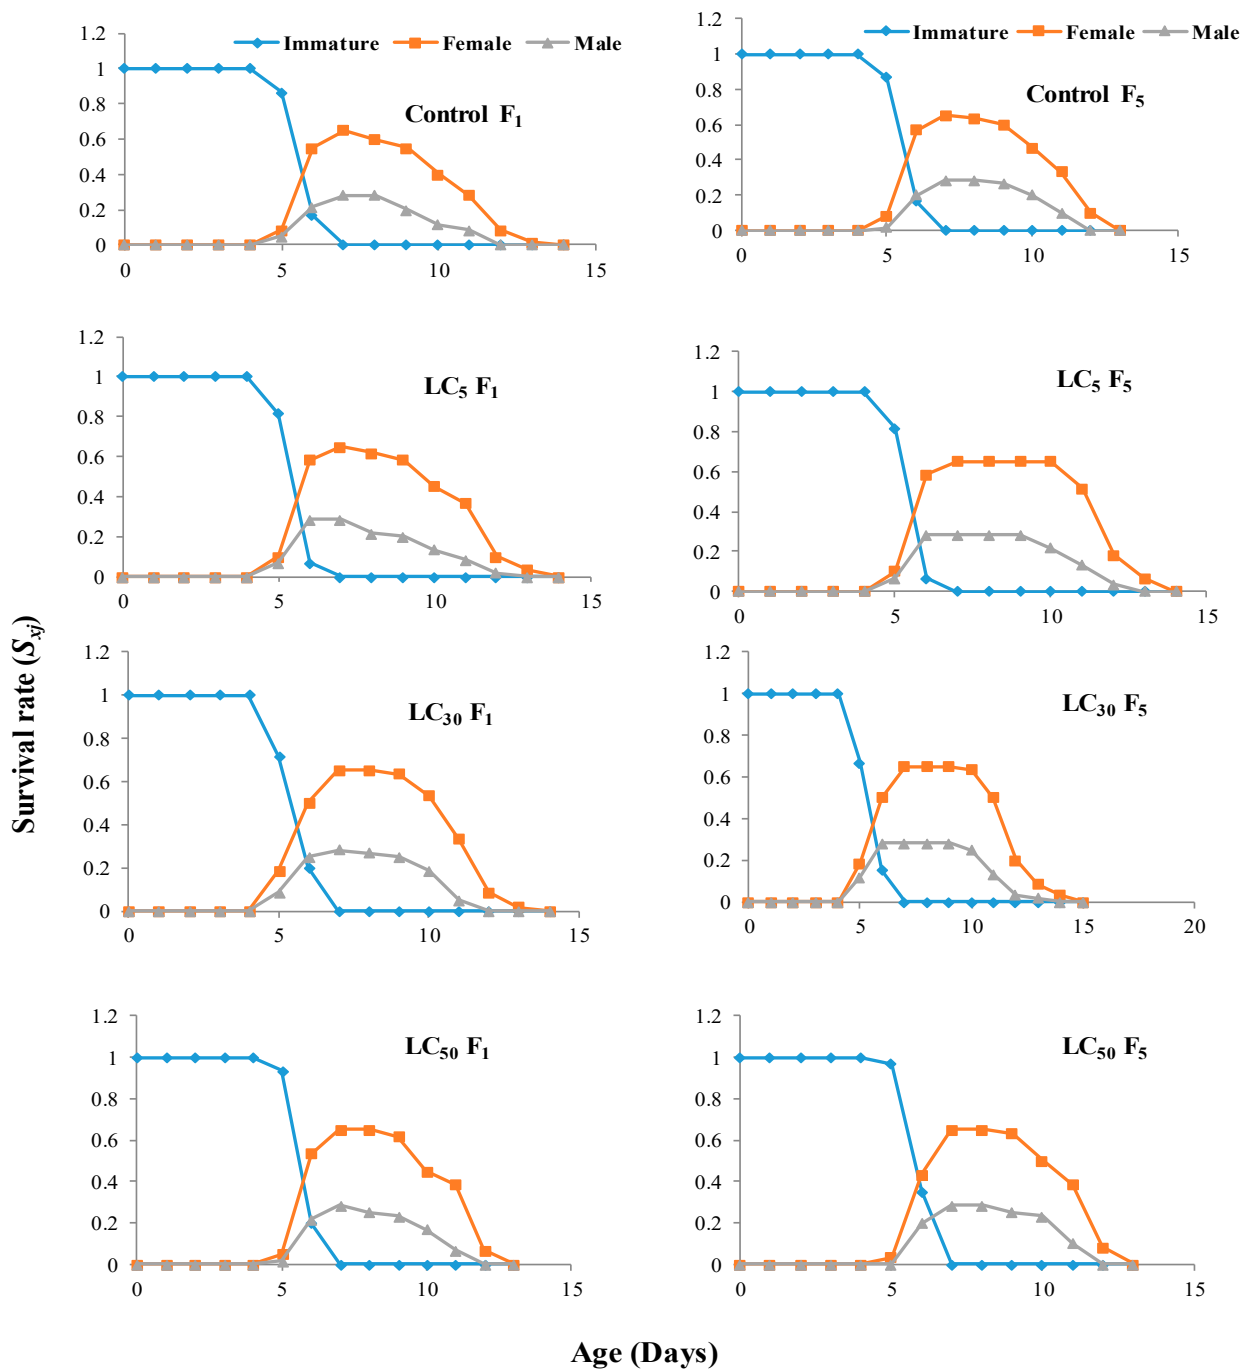 Immature Female Male
Control F₁
1.2
1
0.8
0.6
0.4
0.2
0
0 5 10 15
Immature Female Male
Control F₅
1.2
1
0.8
0.6
0.4
0.2
0
0 5 10 15
LC₅ F₁
1.2
1
0.8
0.6
0.4
0.2
0
0 5 10 15
LC₅ F₅
1.2
1
0.8
0.6
0.4
0.2
0
0 5 10 15
Survival rate (Sxj)
LC₃₀ F₁
1.2
1
0.8
0.6
0.4
0.2
0
0 5 10 15
LC₃₀ F₅
1.2
1
0.8
0.6
0.4
0.2
0
0 5 10 15 20
LC₅₀ F₁
1.2
1
0.8
0.6
0.4
0.2
0
0 5 10 15
LC₅₀ F₅
1.2
1
0.8
0.6
0.4
0.2
0
0 5 10 15
Age (Days)